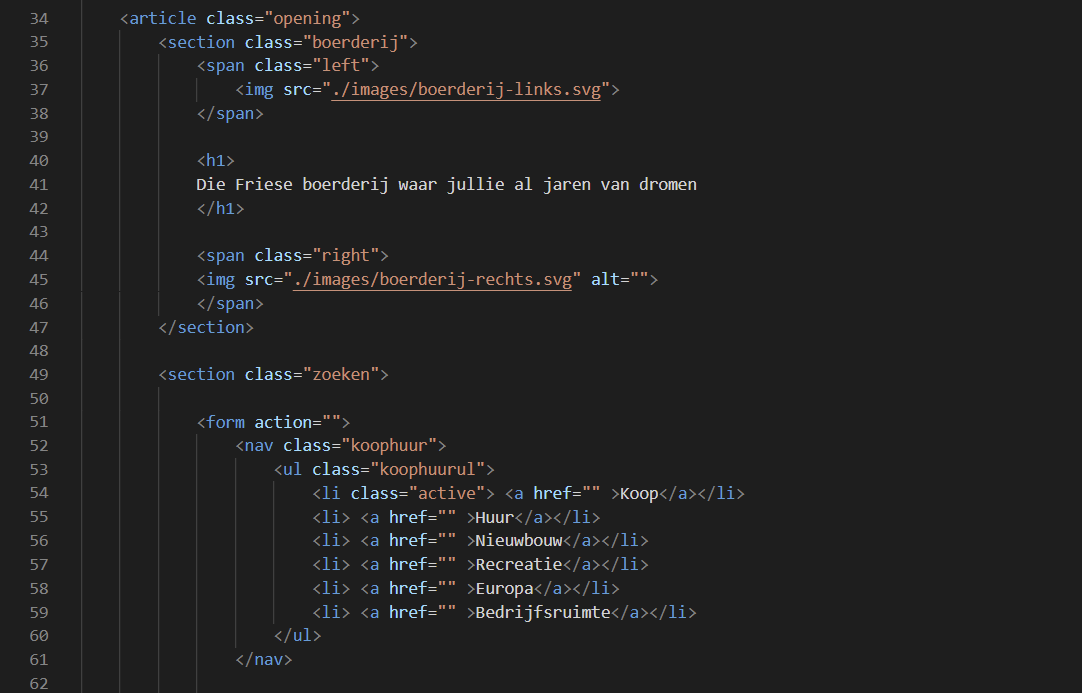 34 <article class="opening">
35 <section class="boerderij">
36 <span class="left">
37 <img src="./images/boerderij-links.svg">
38 </span>
39
40 <h1>
41 Die Friese boerderij waar jullie al jaren van dromen
42 </h1>
43
44 <span class="right">
45 <img src="./images/boerderij-rechts.svg" alt="">
46 </span>
47 </section>
48
49 <section class="zoeken">
50
51 <form action="">
52 <nav class="koophuur">
53 <ul class="koophuurul">
54 <li class="active"> <a href="" >Koop</a></li>
55 <li> <a href="" >Huur</a></li>
56 <li> <a href="" >Nieuwbouw</a></li>
57 <li> <a href="" >Recreatie</a></li>
58 <li> <a href="" >Europa</a></li>
59 <li> <a href="" >Bedrijfsruimte</a></li>
60 </ul>
61 </nav>
62